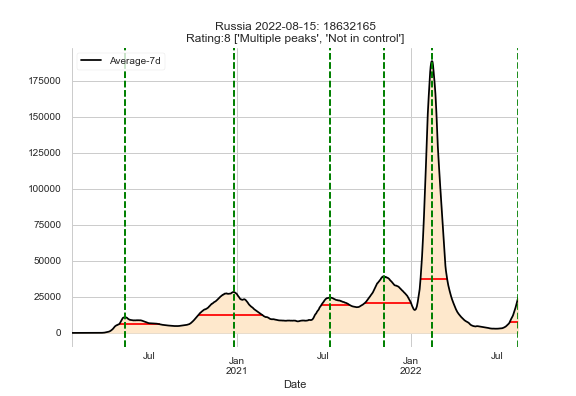 Russia 2022-08-15: 18632165
Rating:8 ['Multiple peaks', 'Not in control']
Average-7d
175000
150000
125000
100000
75000
50000
25000
0
Jul
Jan
2021
Jul
Jan
2022
Jul
Date